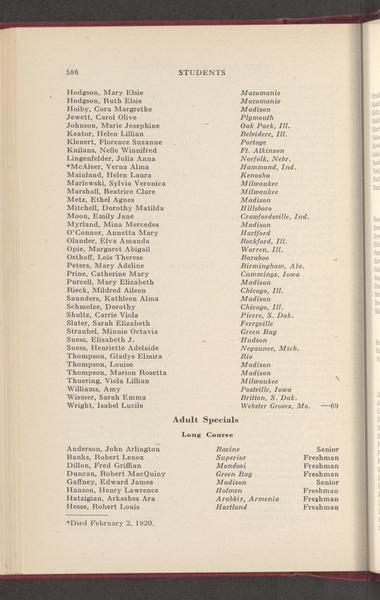 586 STUDENTS
Hodgson, Mary Elsie Mazomanie
Hodgson, Ruth Elsie Mazomanie
Hoiby, Cora Margrethe Madison
Jewett, Carol Olive Plymouth
Johnson, Marie Josephine Oak Park, Ill.
Keator, Helen Lillian Belvidere, Ill.
Klenert, Florence Suzanne Portage
Knilans, Nelle Winnifred Ft. Atkinson
Lingenfelder, Julia Anna Norfolk, Nebr.
*McAleer, Verna Alma Hammond, Ind.
Mainland, Helen Laura Kenosha
Marlewski, Sylvia Veronica Milwaukee
Marshall, Beatrice Clare Milwaukee
Metz, Ethel Agnes Madison
Mitchell, Dorothy Matilda Hillsboro
Moon, Emily Jane Crawfordsville, Ind.
Myrland, Mina Mercedes Madison
O'Connor, Annetta Mary Hartford
Olander, Elva Amanda Rockford, Ill.
Opie, Margaret Abigail Warren, Ill.
Osthoff, Lois Therese Baraboo
Peters, Mary Adeline Birmingham, Ala.
Prine, Catherine Mary Cummings, Iowa
Purcell, Mary Elizabeth Madison
Rieck, Mildred Aileen Chicago, Ill.
Saunders, Kathleen Alma Madison
Schmolze, Dorothy Chicago, Ill.
Shultz, Carrie Viola Pierre, S. Dak.
Slater, Sarah Elizabeth Ferryville
Straubel, Minnie Octavia Green Bay
Suess, Elizabeth J. Hudson
Suess, Henriette Adelaide Negaunee, Mich.
Thompson, Gladys Elmira Rio
Thompson, Louise Madison
Thompson, Marion Rosetta Madison
Thuering, Viola Lillian Milwaukee
Williams, Amy Postville, Iowa
Wismer, Sarah Emma Britton, S. Dak.
Wright, Isabel Lucile Webster Groves, Mo. —69
Adult Specials
Long Course
Anderson, John Arlington Racine Senior
Banks, Robert Lenox Superior Freshman
Dillon, Fred Griffian Mondovi Freshman
Duncan, Robert MacQuiny Green Bay Freshman
Gaffney, Edward James Madison Senior
Hanson, Henry Lawrence Holmen Freshman
Hatzigian, Arkashes Ara Arabkir, Armenia Freshman
Hesse, Robert Louis Hartland Freshman
*Died February 2, 1920.